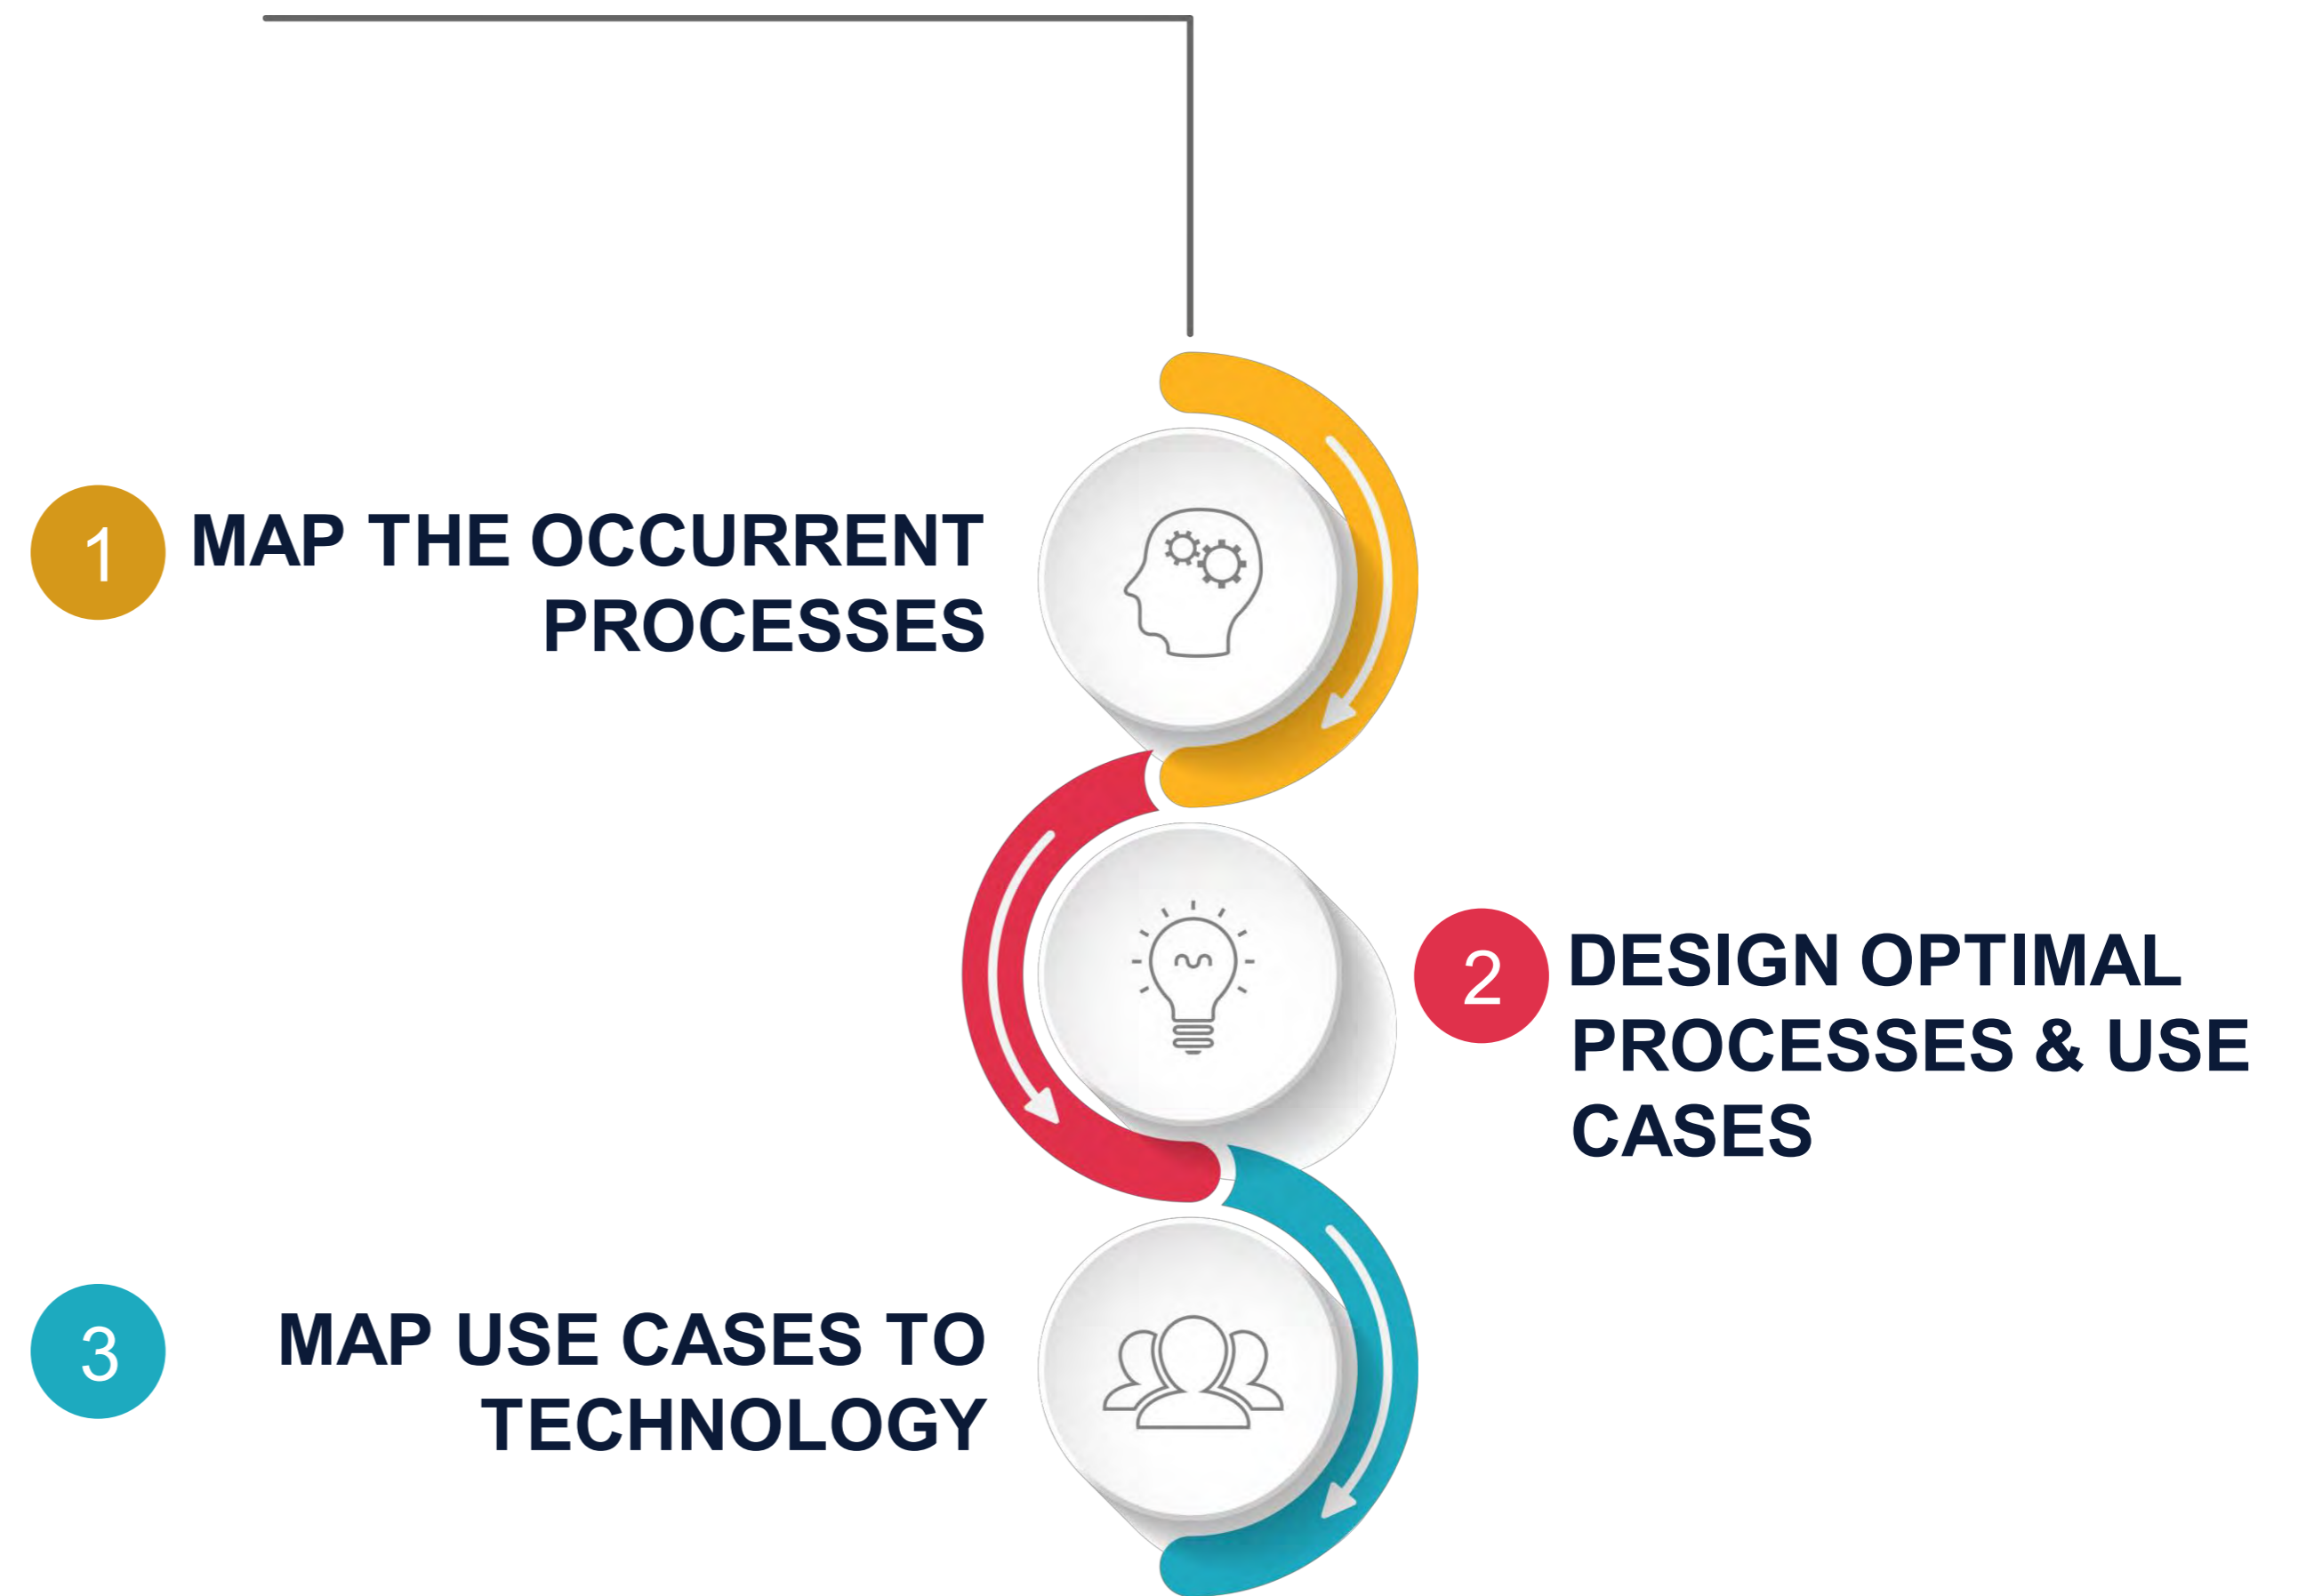 1
MAP THE OCCURRENT
PROCESSES
2
DESIGN OPTIMAL
PROCESSES & USE
CASES
3
MAP USE CASES TO
TECHNOLOGY